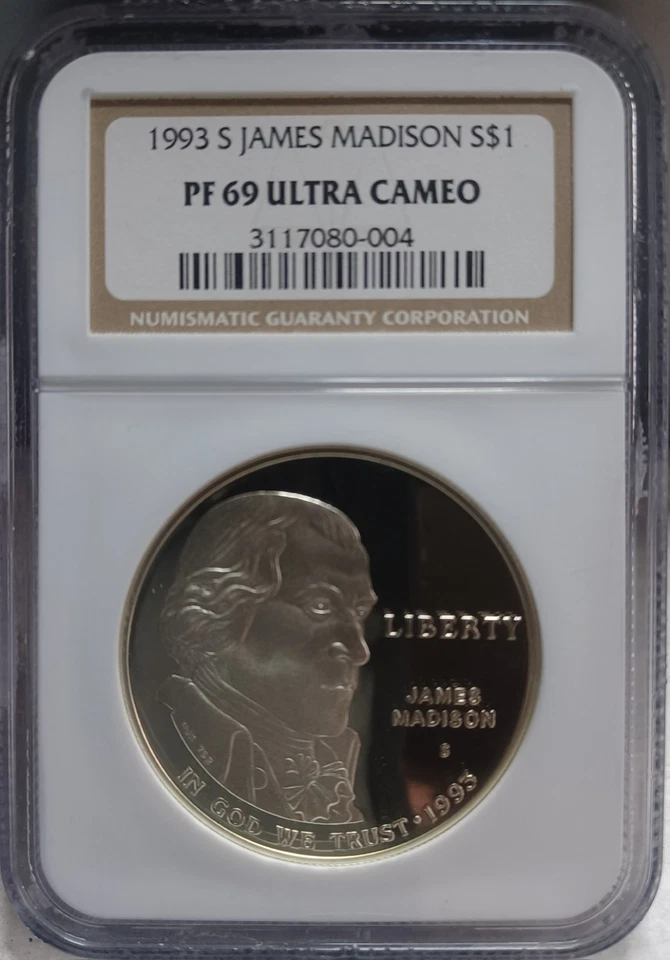 1993 S JAMES MADISON S$1
PF 69 ULTRA CAMEO
3117080-004
NUMISMATIC GUARANTY CORPORATION
LIBERTY
JAMES
MADISON
S
IN GOD WE TRUST • 1993